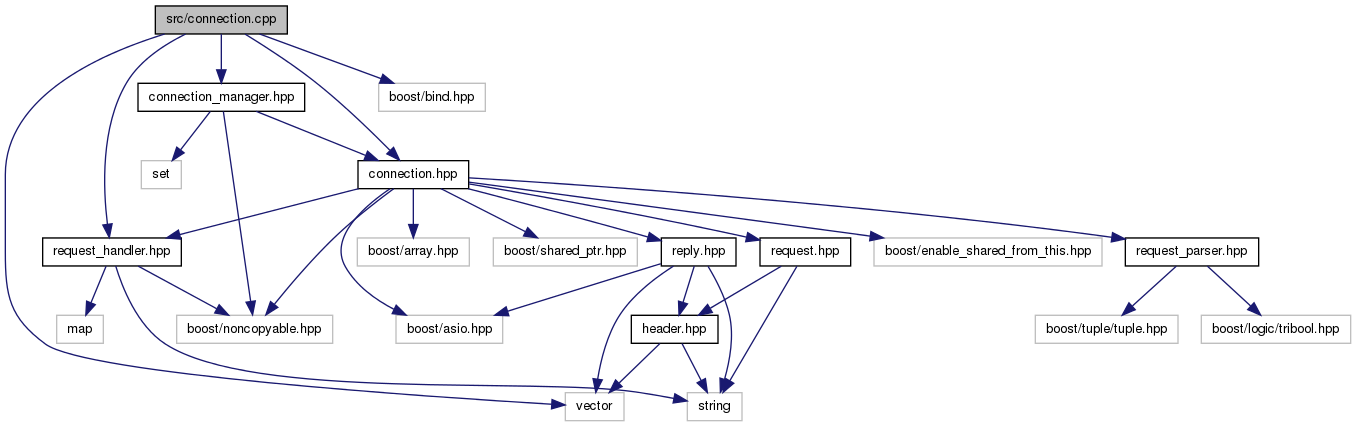 src/connection.cpp
connection_manager.hpp
boost/bind.hpp
set
connection.hpp
request_handler.hpp
boost/array.hpp
boost/shared_ptr.hpp
reply.hpp
request.hpp
boost/enable_shared_from_this.hpp
request_parser.hpp
map
boost/noncopyable.hpp
boost/asio.hpp
header.hpp
boost/tuple/tuple.hpp
boost/logic/tribool.hpp
vector
string